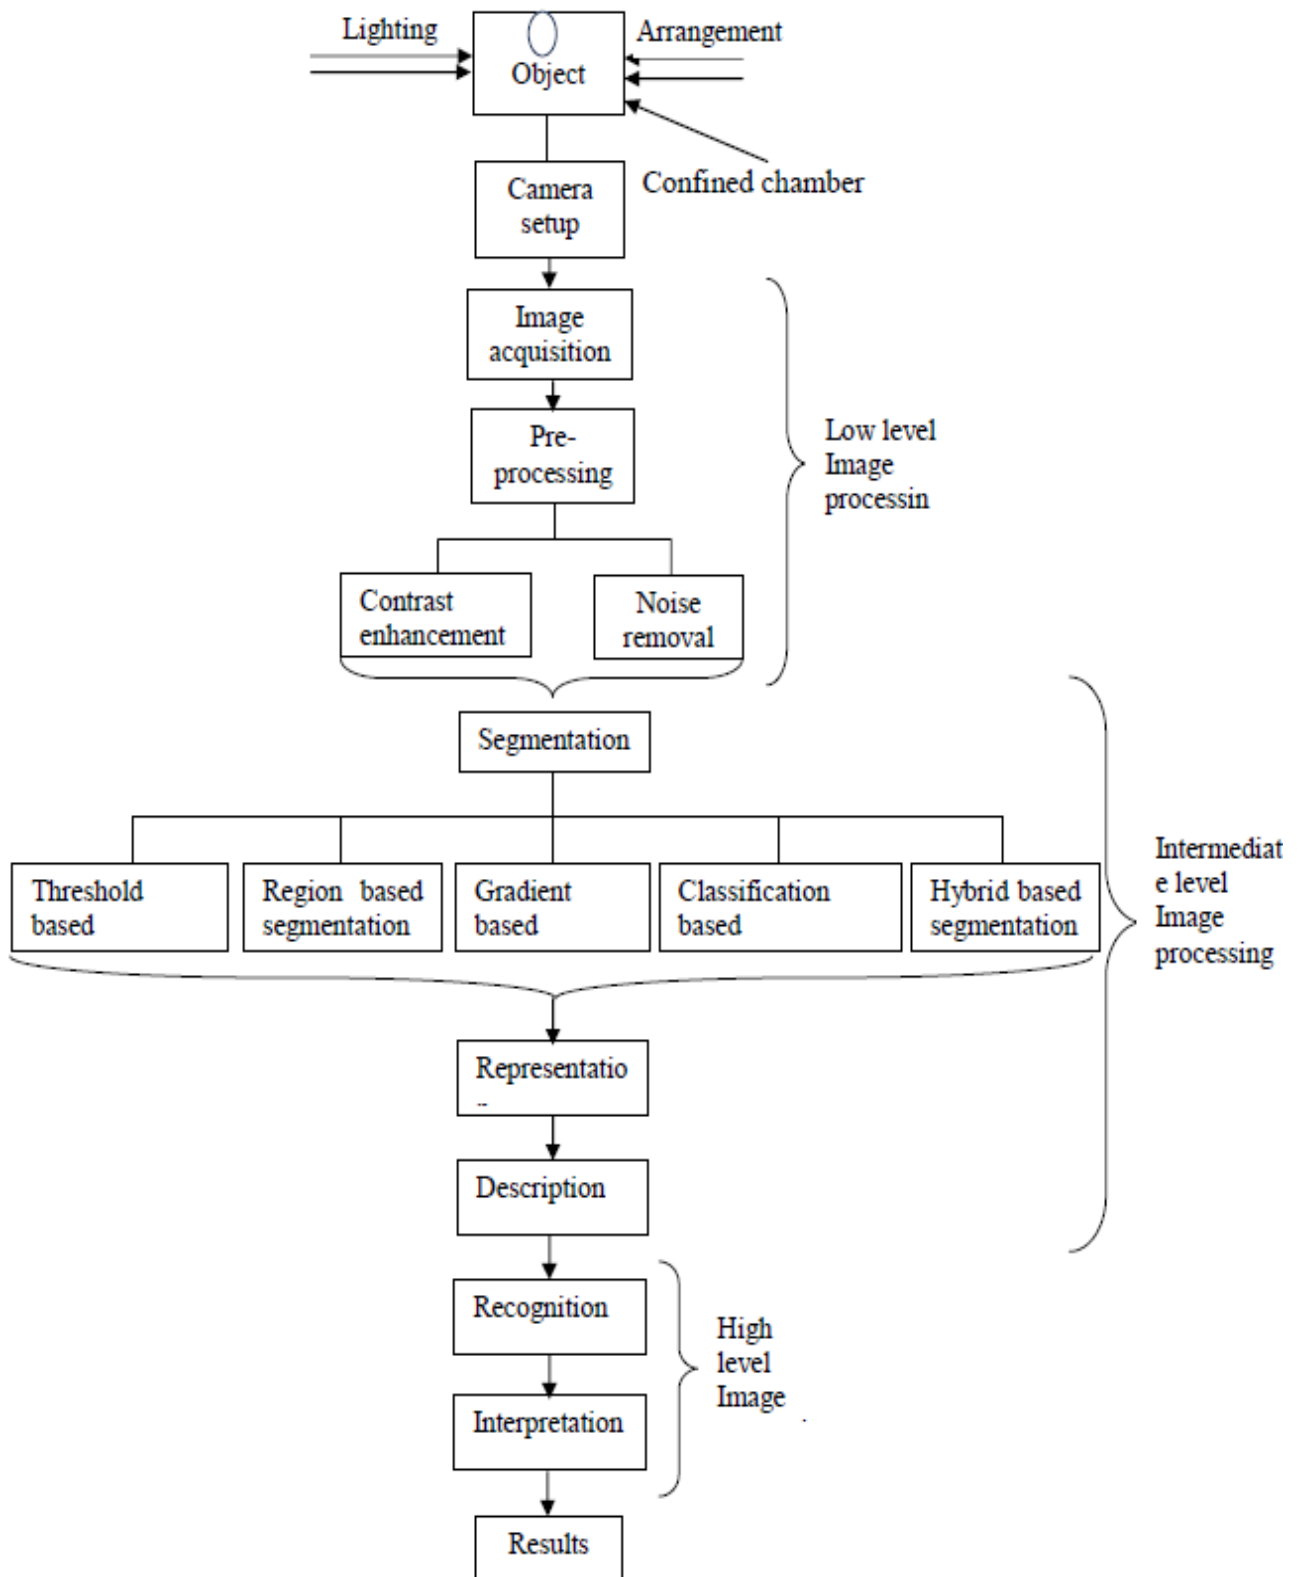 Lighting
Arrangement
Object
Confined chamber
Camera
setup
Image
acquisition
Pre-
processing
Low level
Image
processin
Contrast
enhancement
Noise
removal
Segmentation
Threshold
based
Region based
segmentation
Gradient
based
Classification
based
Hybrid based
segmentation
Intermediat
e level
Image
processing
Representatio
Description
Recognition
High
level
Image
Interpretation
Results